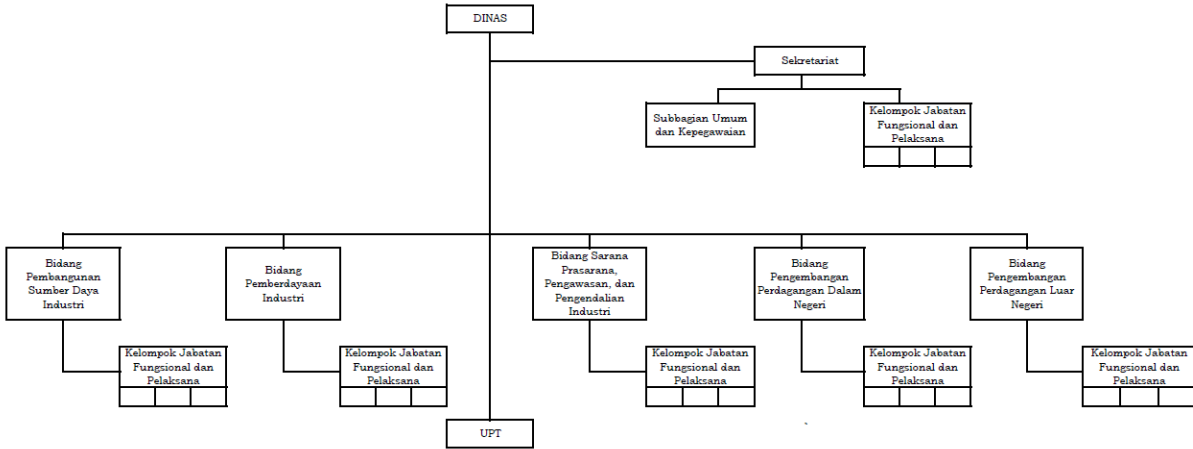 DINAS
Sekretariat
Subbagian Umum
dan Kepegawaian
Kelompok Jabatan
Fungsional dan
Pelaksana
Bidang
Pembangunan
Sumber Daya
Industri
Bidang
Pemberdayaan
Industri
Bidang Sarana
Prasarana,
Pengawasan, dan
Pengendalian
Industri
Bidang
Pengembangan
Perdagangan Dalam
Negeri
Bidang
Pengembangan
Perdagangan Luar
Negeri
Kelompok Jabatan
Fungsional dan
Pelaksana
Kelompok Jabatan
Fungsional dan
Pelaksana
Kelompok Jabatan
Fungsional dan
Pelaksana
Kelompok Jabatan
Fungsional dan
Pelaksana
Kelompok Jabatan
Fungsional dan
Pelaksana
UPT